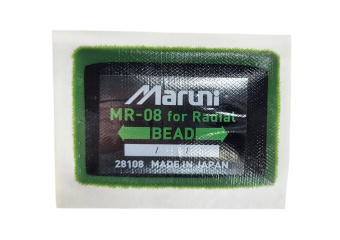 Maruni
MR-08 for Radial
BEAD
28108 MADE IN JAPAN